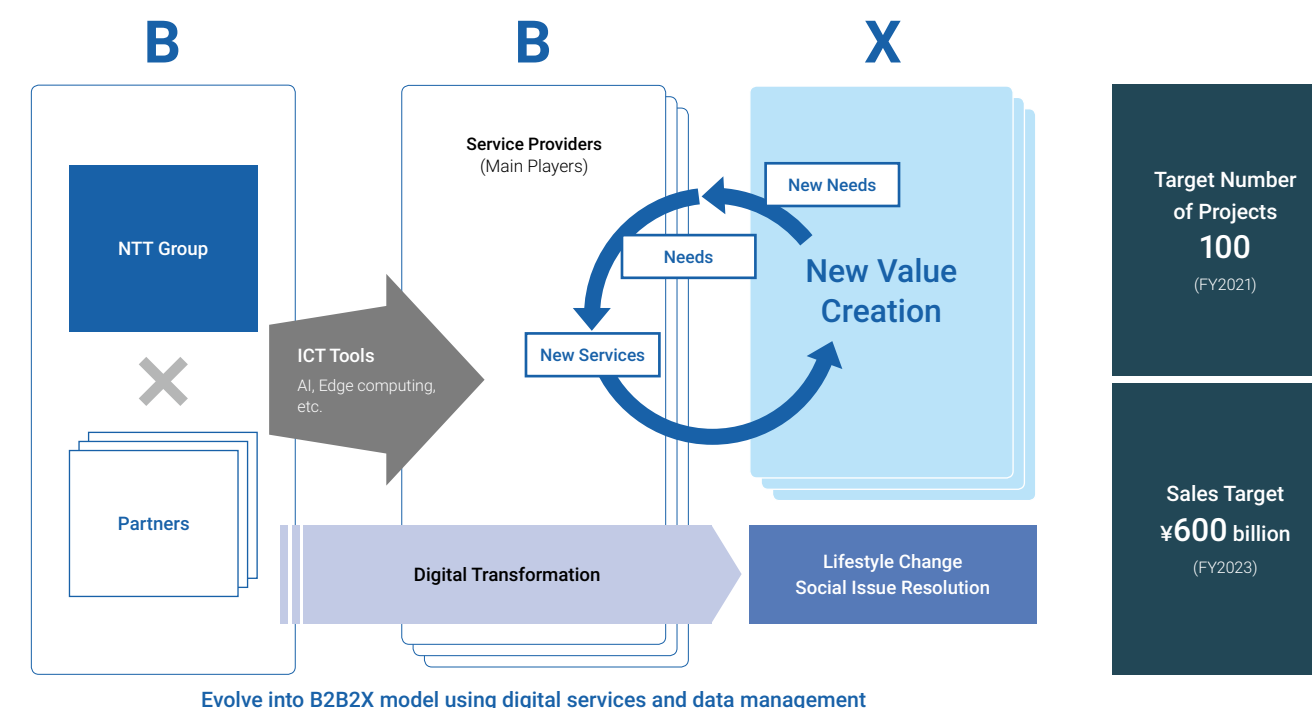 B
B
X
NTT Group
Partners
ICT Tools
AI, Edge computing,
etc.
Service Providers
(Main Players)
New Needs
Needs
New Services
New Value
Creation
Digital Transformation
Lifestyle Change
Social Issue Resolution
Target Number
of Projects
100
(FY2021)
Sales Target
¥600 billion
(FY2023)
Evolve into B2B2X model using digital services and data management